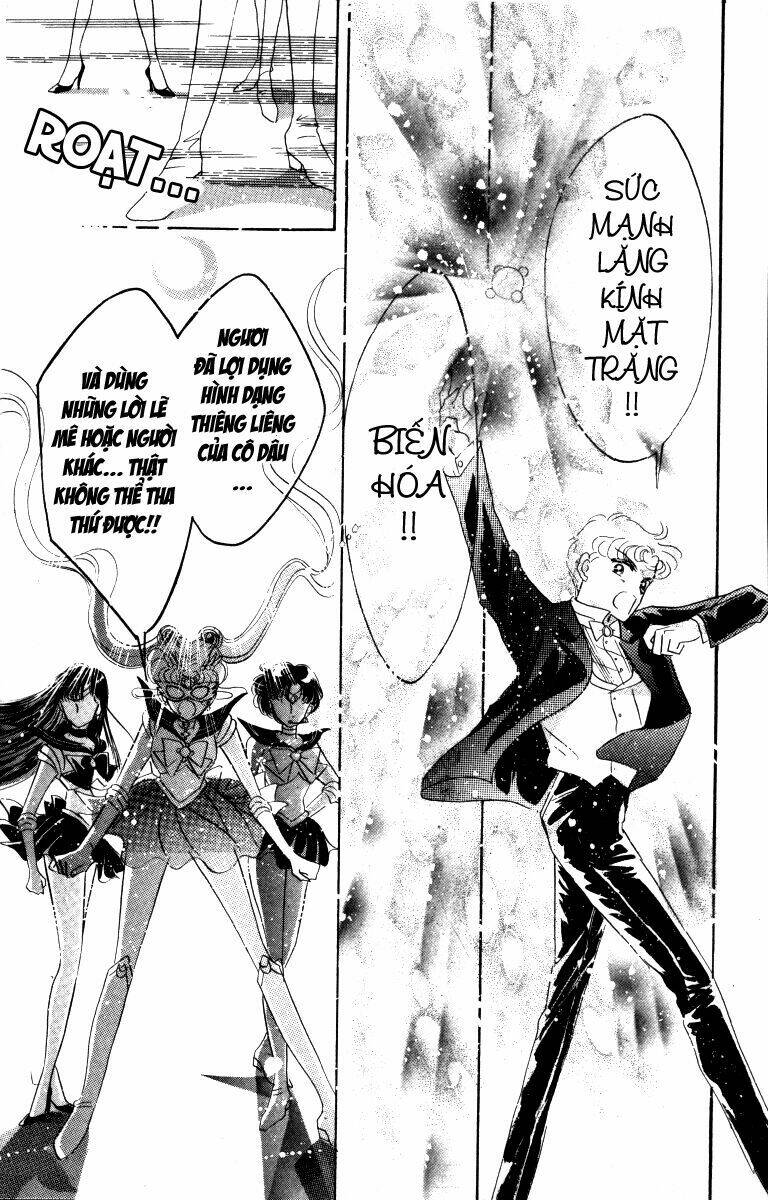 SỨC
MẠNH
LĂNG
KÍNH
MẶT
TRĂNG
!!
BIẾN
HÓA
!!
ROẠT...
NGƯƠI
ĐÃ LỢI DỤNG
HÌNH DẠNG
THIÊNG LIÊNG
CỦA CÔ DÂU
...
VÀ DÙNG
NHỮNG LỜI LẼ
MÊ HOẶC NGƯỜI
KHÁC... THẬT
KHÔNG THỂ THA
THỨ ĐƯỢC!!